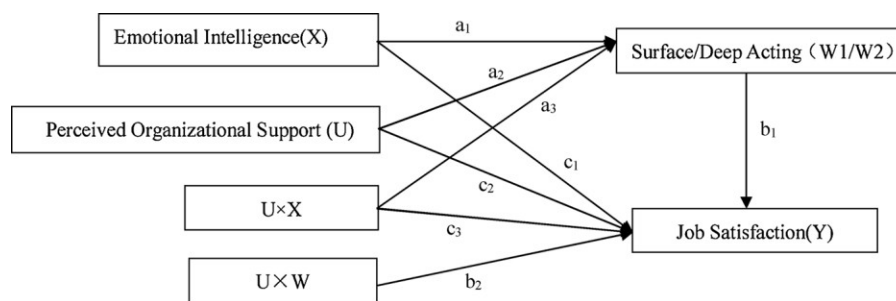 Emotional Intelligence(X)
a₁
Surface/Deep Acting（W1/W2）
a₂
a₃
Perceived Organizational Support (U)
b₁
c₁
c₂
U×X
c₃
Job Satisfaction(Y)
U×W
b₂